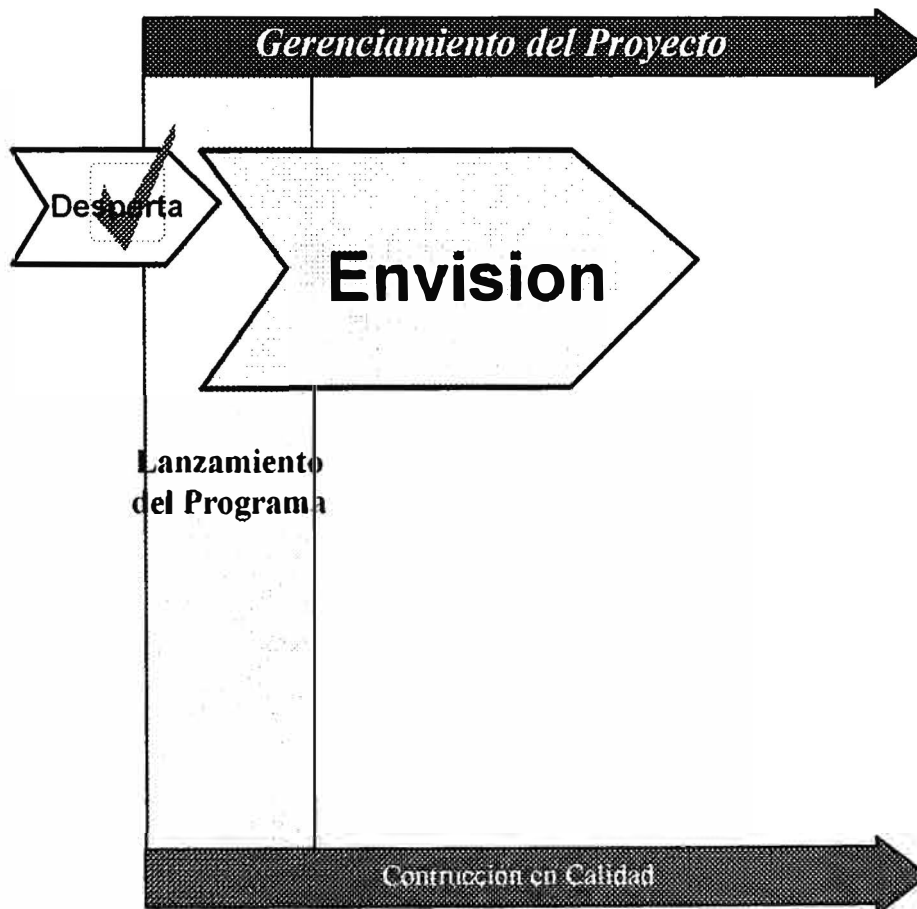 Gerenciamiento del Proyecto
Desperta
Envision
Lanzamiento
del Programa
Contruccion en Calidad